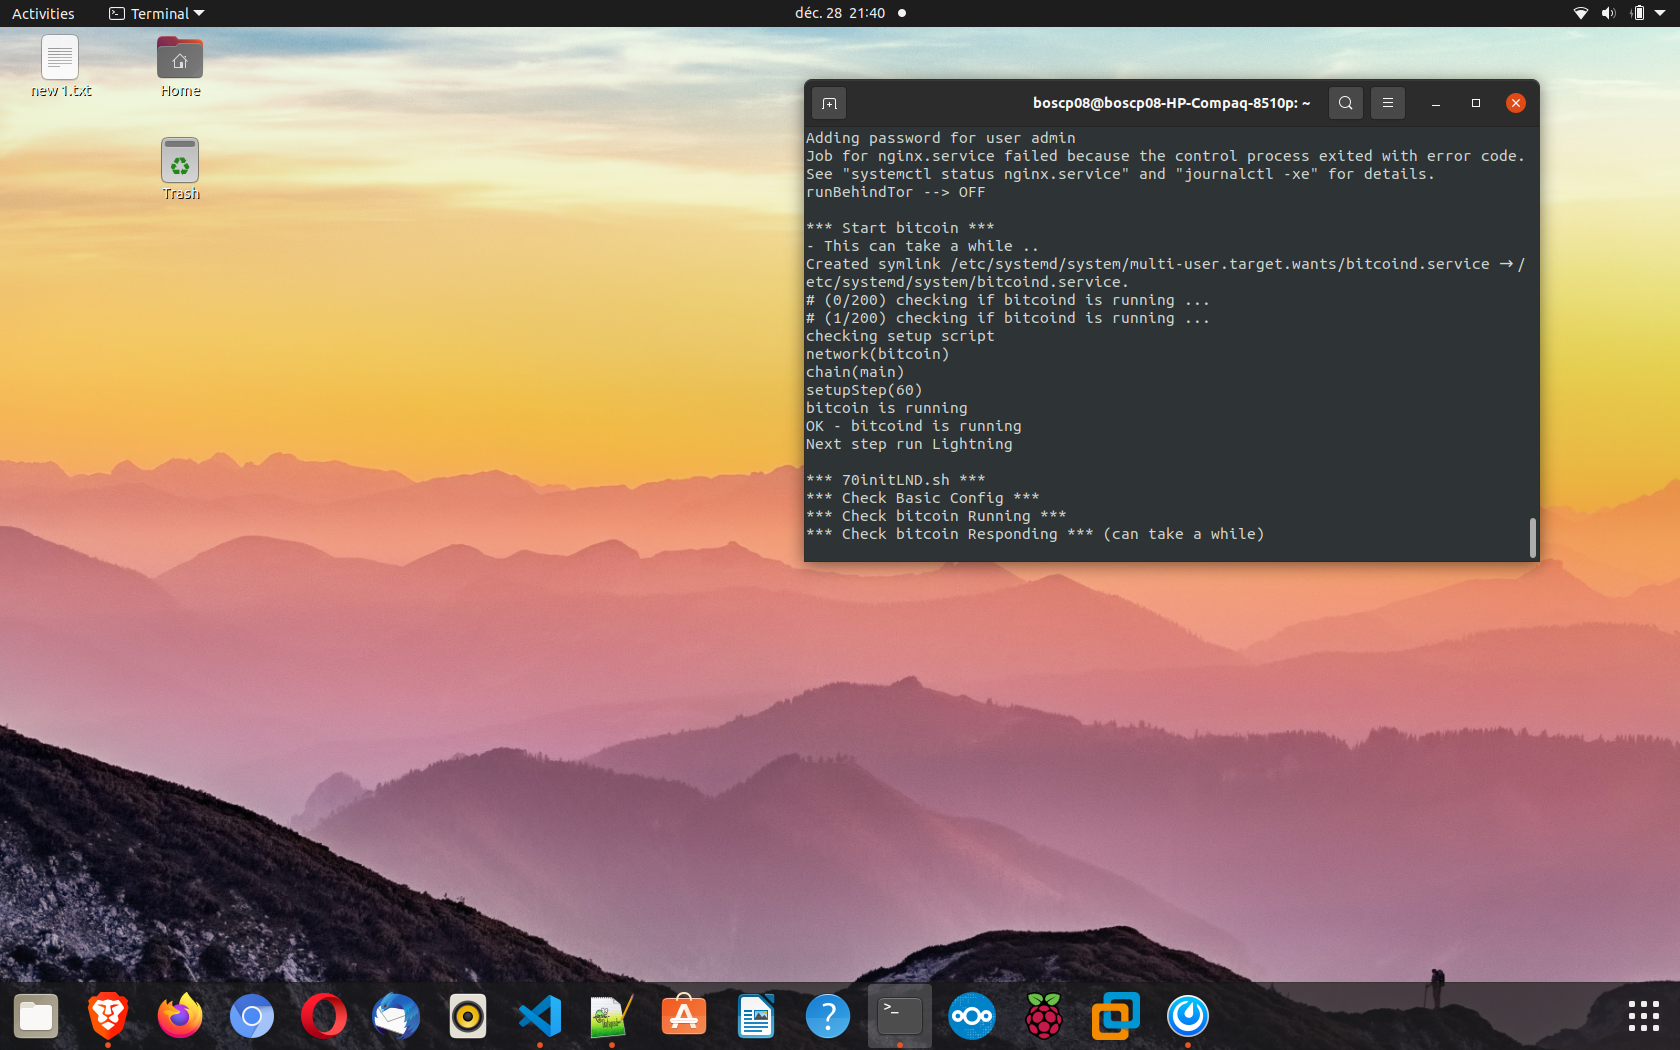 Activities
Terminal
déc. 28 21:40
new 1.txt
Home
Trash
boscp08@boscp08-HP-Compaq-8510p: ~
Adding password for user admin
Job for nginx.service failed because the control process exited with error code.
See "systemctl status nginx.service" and "journalctl -xe" for details.
runBehindTor --> OFF
*** Start bitcoin ***
- This can take a while ..
Created symlink /etc/systemd/system/multi-user.target.wants/bitcoind.service → /
etc/systemd/system/bitcoind.service.
# (0/200) checking if bitcoind is running ...
# (1/200) checking if bitcoind is running ...
checking setup script
network(bitcoin)
chain(main)
setupStep(60)
bitcoin is running
OK - bitcoind is running
Next step run Lightning
*** 70initLND.sh ***
*** Check Basic Config ***
*** Check bitcoin Running ***
*** Check bitcoin Responding *** (can take a while)